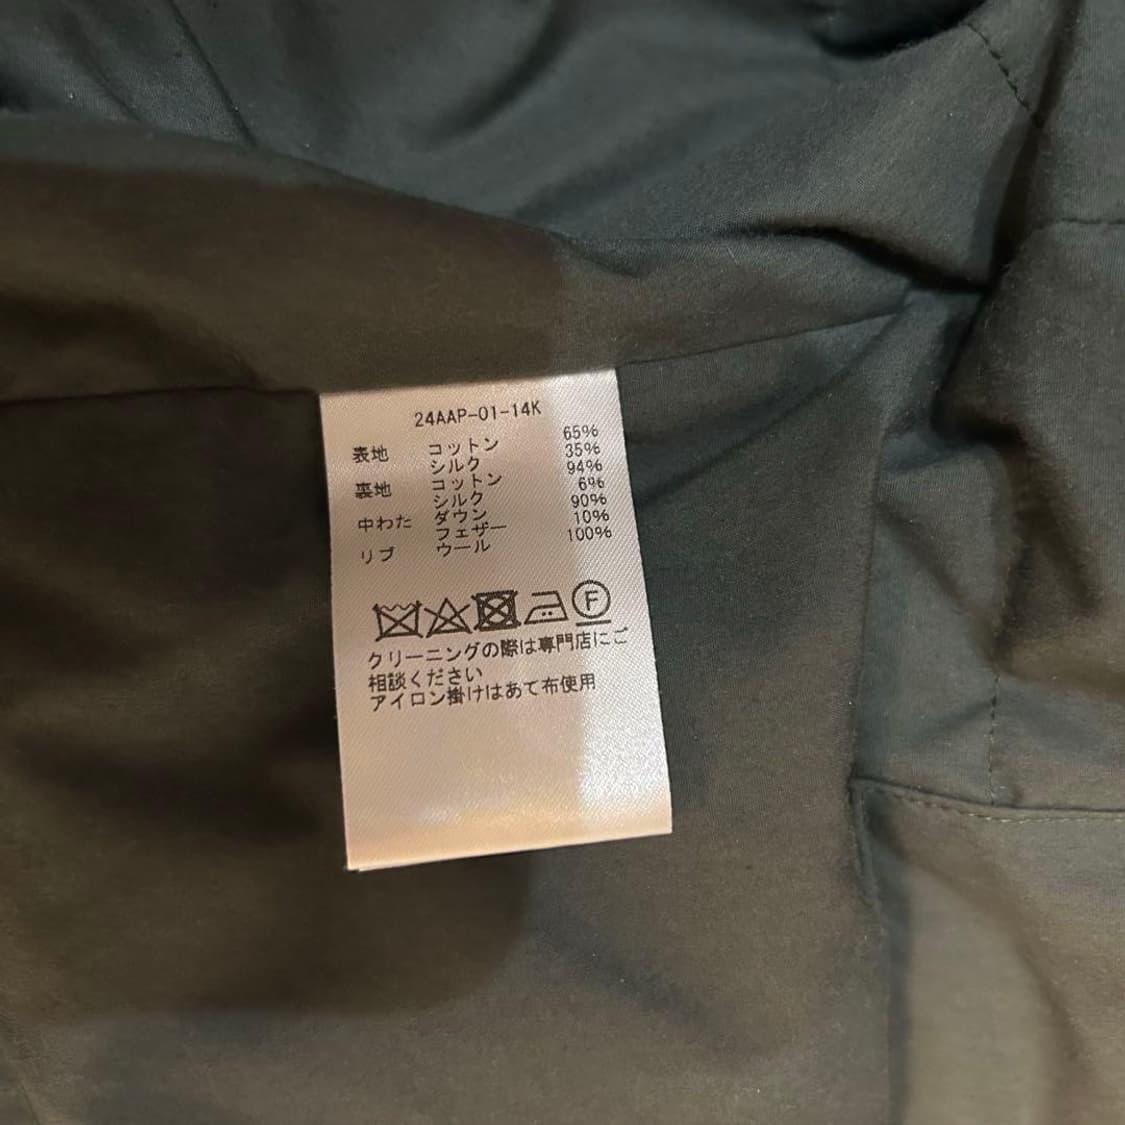 24AAP-01-14K
表地 コットン 65%
シルク 35%
裏地 コットン 94%
シルク 6%
中わた ダウン 90%
フェザー 10%
リブ ウール 100%
F
クリーニングの際は専門店にご
相談ください
アイロン掛けはあて布使用